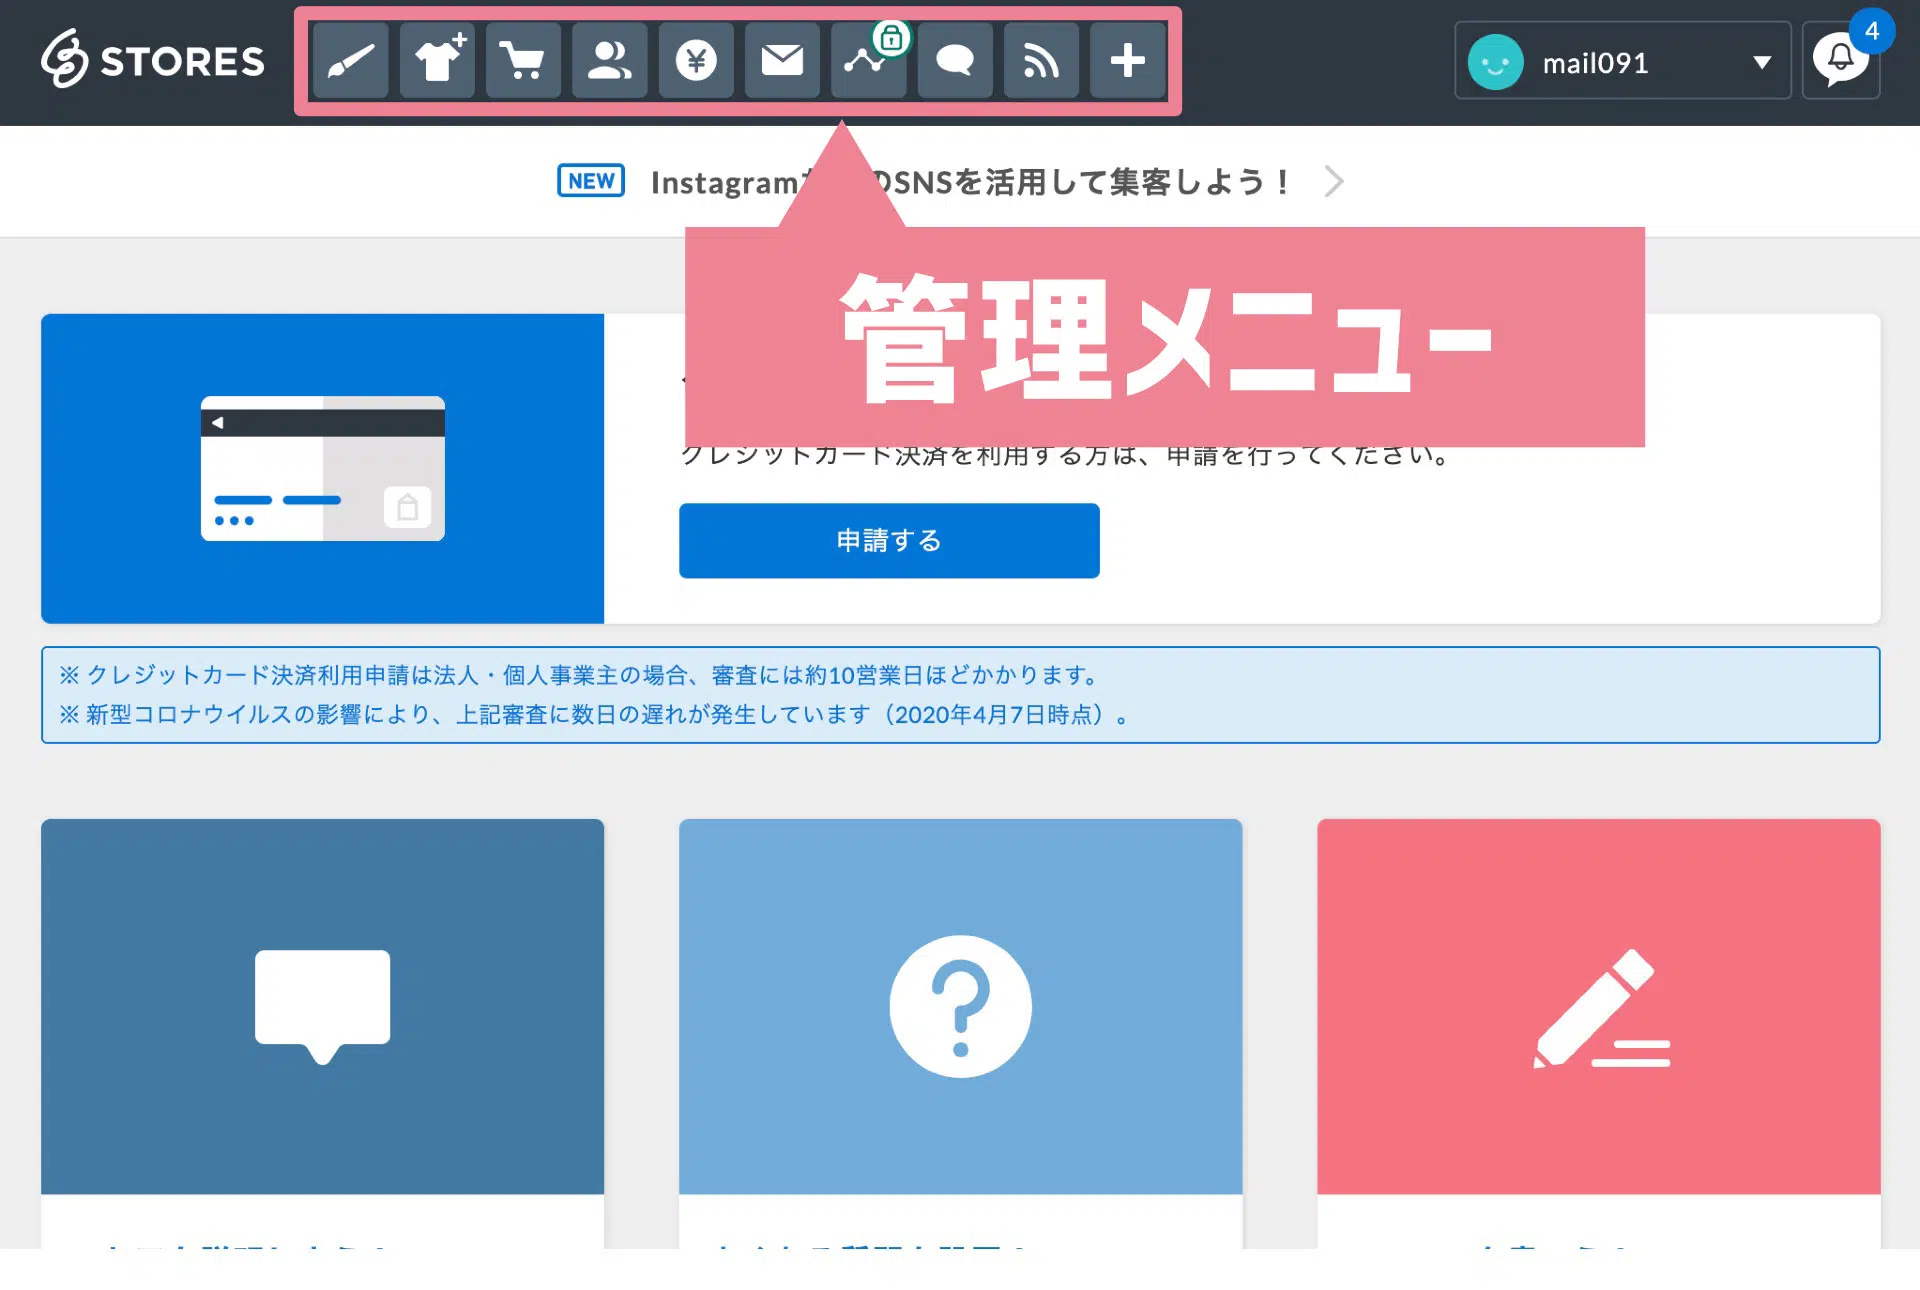 STORES
mail091
4
NEW
Instagram
SNSを活用して集客しよう！
管理メニュー
クレジットカード決済を利用する方は、申請を行ってください。
申請する
※ クレジットカード決済利用申請は法人・個人事業主の場合、審査には約10営業日ほどかかります。
※ 新型コロナウイルスの影響により、上記審査に数日の遅れが発生しています（2020年4月7日時点）。